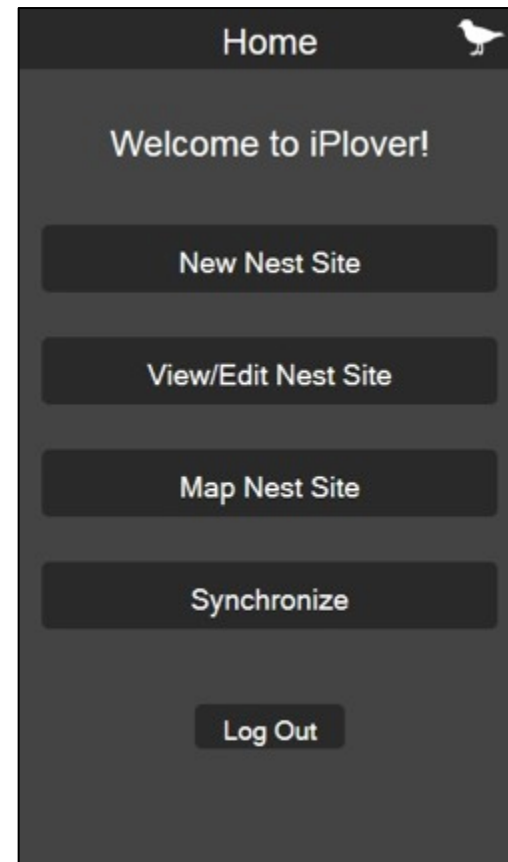 Home
Welcome to iPlover!
New Nest Site
View/Edit Nest Site
Map Nest Site
Synchronize
Log Out